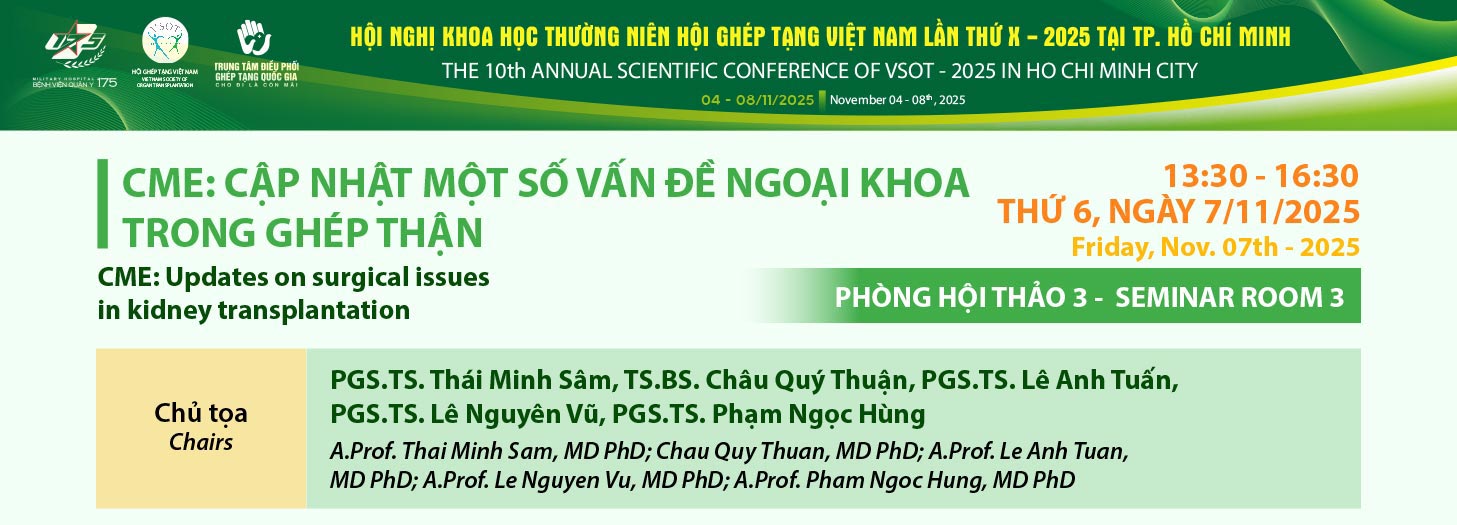 175
MILITARY HOSPITAL
BỆNH VIỆN QUÂN Y 175
VSOT
HỘI GHÉP TẠNG VIỆT NAM
VIETNAM SOCIETY OF
ORGAN TRANSPLANTATION
TRUNG TÂM ĐIỀU PHỐI
GHÉP TẠNG QUỐC GIA
CHO ĐI LÀ CÒN MÃI
HỘI NGHỊ KHOA HỌC THƯỜNG NIÊN HỘI GHÉP TẠNG VIỆT NAM LẦN THỨ X – 2025 TẠI TP. HỒ CHÍ MINH
THE 10th ANNUAL SCIENTIFIC CONFERENCE OF VSOT - 2025 IN HO CHI MINH CITY
04 - 08/11/2025 November 04 - 08th, 2025
CME: CẬP NHẬT MỘT SỐ VẤN ĐỀ NGOẠI KHOA
TRONG GHÉP THẬN
CME: Updates on surgical issues
in kidney transplantation
13:30 - 16:30
THỨ 6, NGÀY 7/11/2025
Friday, Nov. 07th - 2025
PHÒNG HỘI THẢO 3 - SEMINAR ROOM 3
Chủ tọa
Chairs
PGS.TS. Thái Minh Sâm, TS.BS. Châu Quý Thuận, PGS.TS. Lê Anh Tuấn,
PGS.TS. Lê Nguyên Vũ, PGS.TS. Phạm Ngọc Hùng
A.Prof. Thai Minh Sam, MD PhD; Chau Quy Thuan, MD PhD; A.Prof. Le Anh Tuan,
MD PhD; A.Prof. Le Nguyen Vu, MD PhD; A.Prof. Pham Ngoc Hung, MD PhD